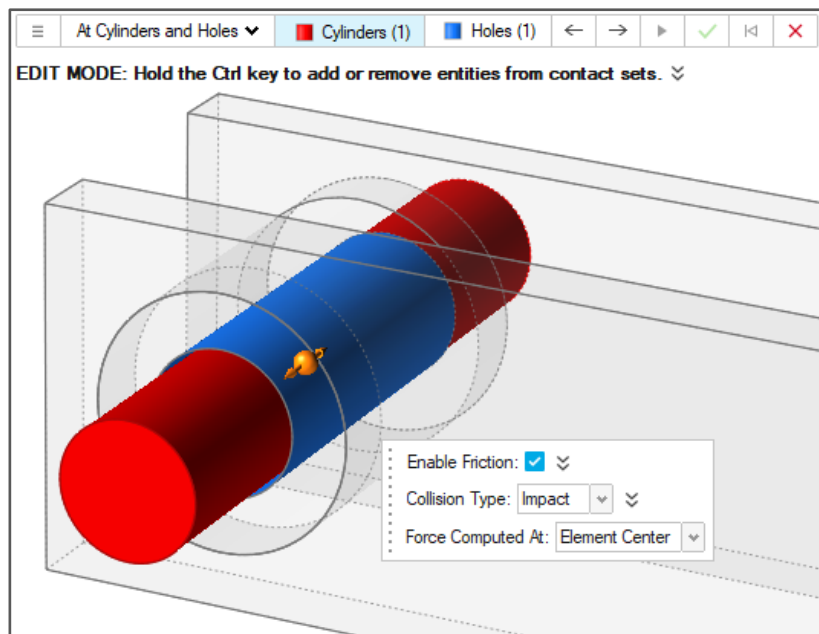 At Cylinders and Holes Cylinders (1) Holes (1)
EDIT MODE: Hold the Ctrl key to add or remove entities from contact sets.
Enable Friction:
Collision Type: Impact
Force Computed At: Element Center